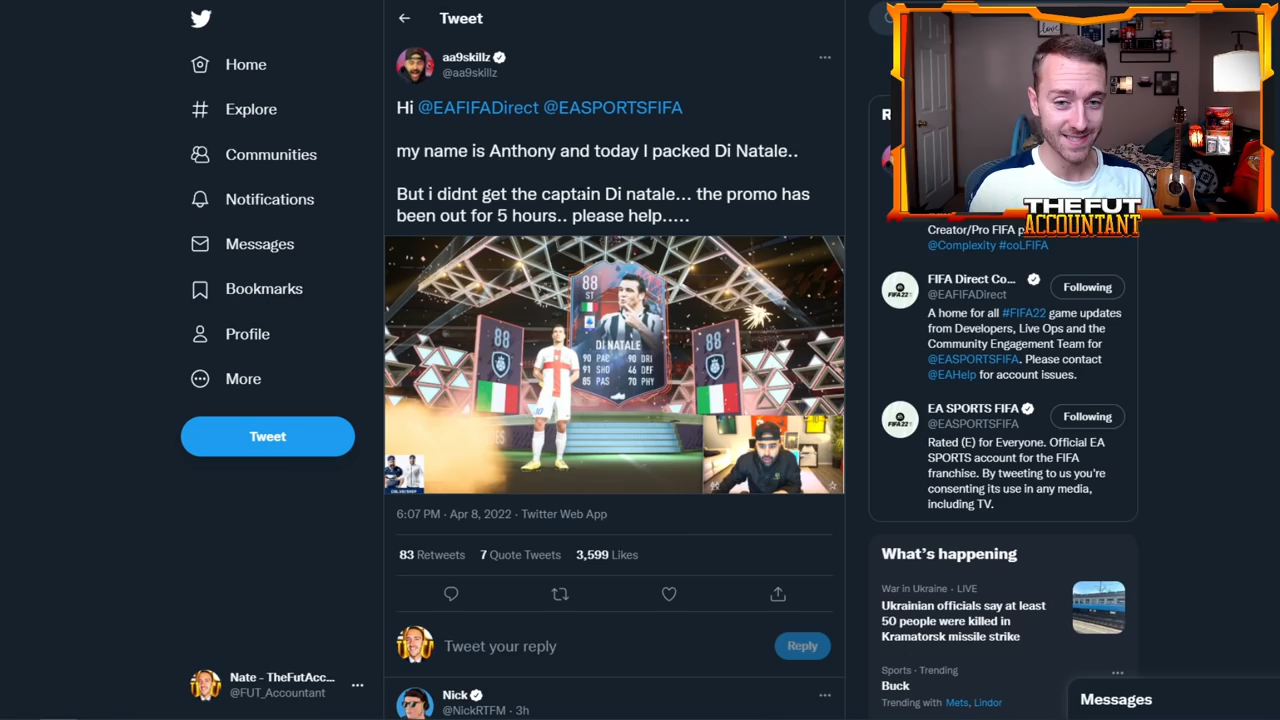 Home
Explore
Communities
Notifications
Messages
Bookmarks
Profile
More
Tweet
Nate - TheFutAcc...
@FUT_Accountant
Tweet
aa9skillz
@aa9skillz
Hi @EAFIFADirect @EASPORTSFIFA
my name is Anthony and today I packed Di Natale..
But i didnt get the captain Di natale... the promo has
been out for 5 hours.. please help.....
88
ST
DI NATALE
90 PAC 90 DRI
91 SHO 46 DEF
85 PAS 70 PHY
88
88
10
6:07 PM · Apr 8, 2022 · Twitter Web App
83 Retweets 7 Quote Tweets 3,599 Likes
Tweet your reply
Reply
Nick
@NickRTFM · 3h
THE FUT
ACCOUNTANT
R
Creator/Pro FIFA p
@Complexity #coLFIFA
FIFA Direct Co...
@EAFIFADirect
Following
A home for all #FIFA22 game updates
from Developers, Live Ops and the
Community Engagement Team for
@EASPORTSFIFA. Please contact
@EAHelp for account issues.
EA SPORTS FIFA
@EASPORTSFIFA
Following
Rated (E) for Everyone. Official EA
SPORTS account for the FIFA
franchise. By tweeting to us you're
consenting its use in any media,
including TV.
What's happening
War in Ukraine · LIVE
Ukrainian officials say at least
50 people were killed in
Kramatorsk missile strike
Sports · Trending
Buck
Trending with Mets, Lindor
Messages